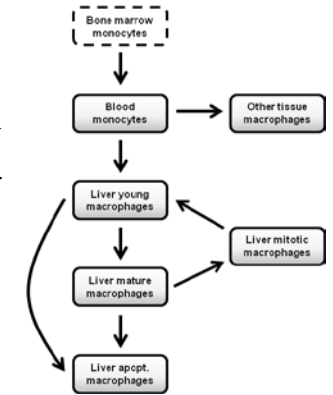 Bone marrow
monocytes
Blood
monocytes
Other tissue
macrophages
Liver young
macrophages
Liver mitotic
macrophages
Liver mature
macrophages
Liver apopt.
macrophages